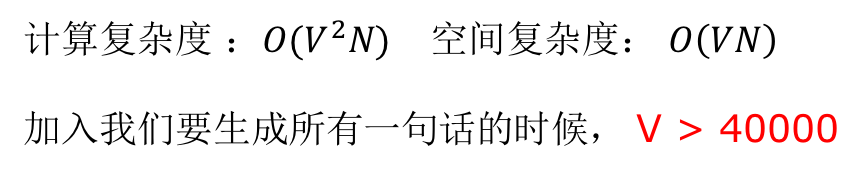 计算复杂度：O(V²N) 空间复杂度： O(VN)
加入我们要生成所有一句话的时候， V > 40000